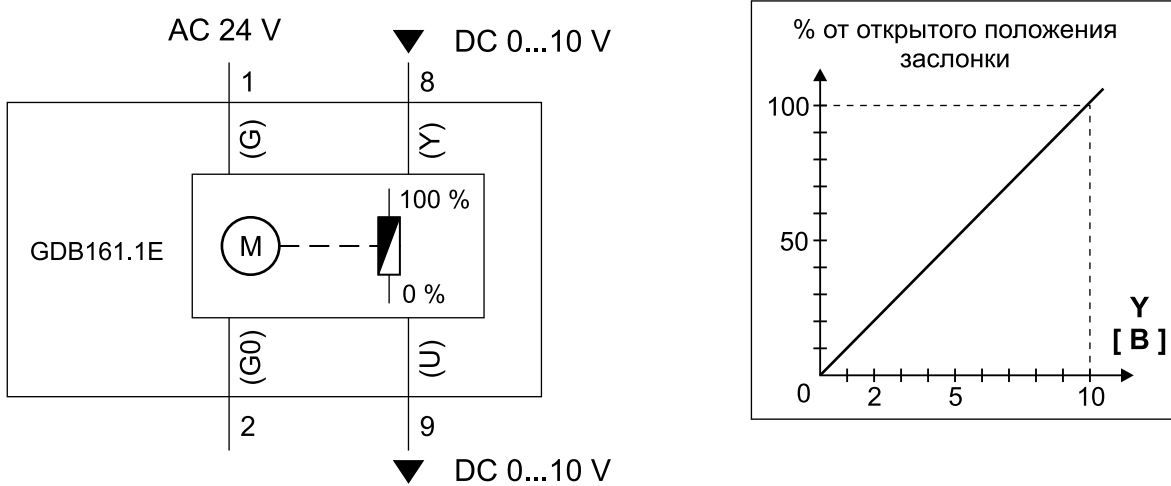 AC 24 V
DC 0...10 V
1
8
(G)
(Y)
100 %
GDB161.1E
M
0 %
(G0)
(U)
2
9
DC 0...10 V
% от открытого положения
заслонки
100
50
Y
[ B ]
0
2
5
10